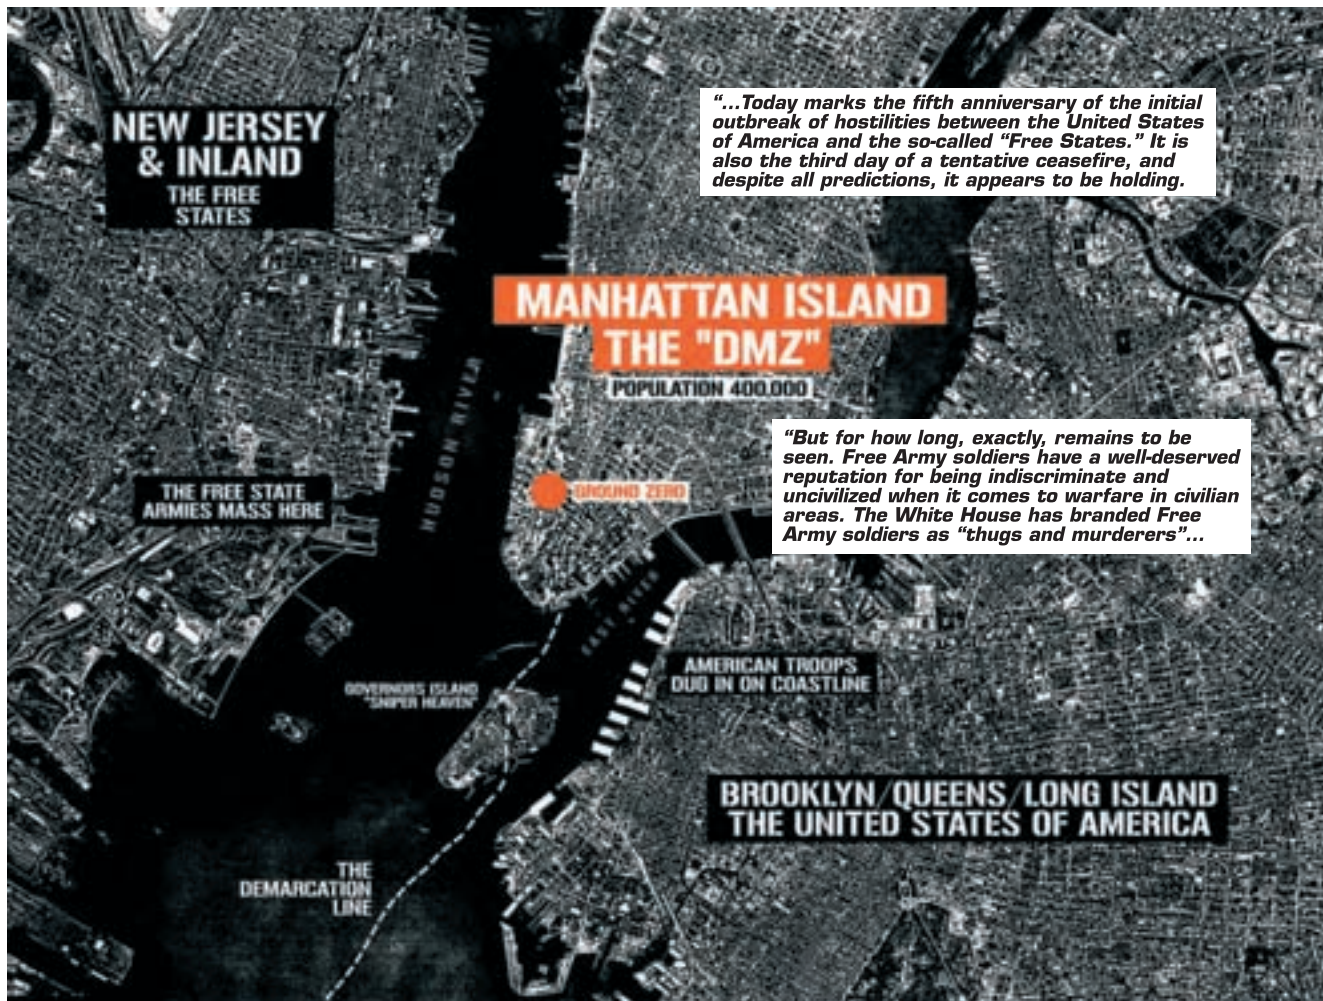 NEW JERSEY
& INLAND
THE FREE
STATES
“...Today marks the fifth anniversary of the initial
outbreak of hostilities between the United States
of America and the so-called “Free States.” It is
also the third day of a tentative ceasefire, and
despite all predictions, it appears to be holding.
MANHATTAN ISLAND
THE "DMZ"
POPULATION 400,000
HUDSON RIVER
“But for how long, exactly, remains to be
seen. Free Army soldiers have a well-deserved
reputation for being indiscriminate and
uncivilized when it comes to warfare in civilian
areas. The White House has branded Free
Army soldiers as “thugs and murderers”...
THE FREE STATE
ARMIES MASS HERE
GROUND ZERO
EAST RIVER
AMERICAN TROOPS
DUG IN ON COASTLINE
GOVERNORS ISLAND
"SNIPER HEAVEN"
BROOKLYN/QUEENS/LONG ISLAND
THE UNITED STATES OF AMERICA
THE
DEMARCATION
LINE